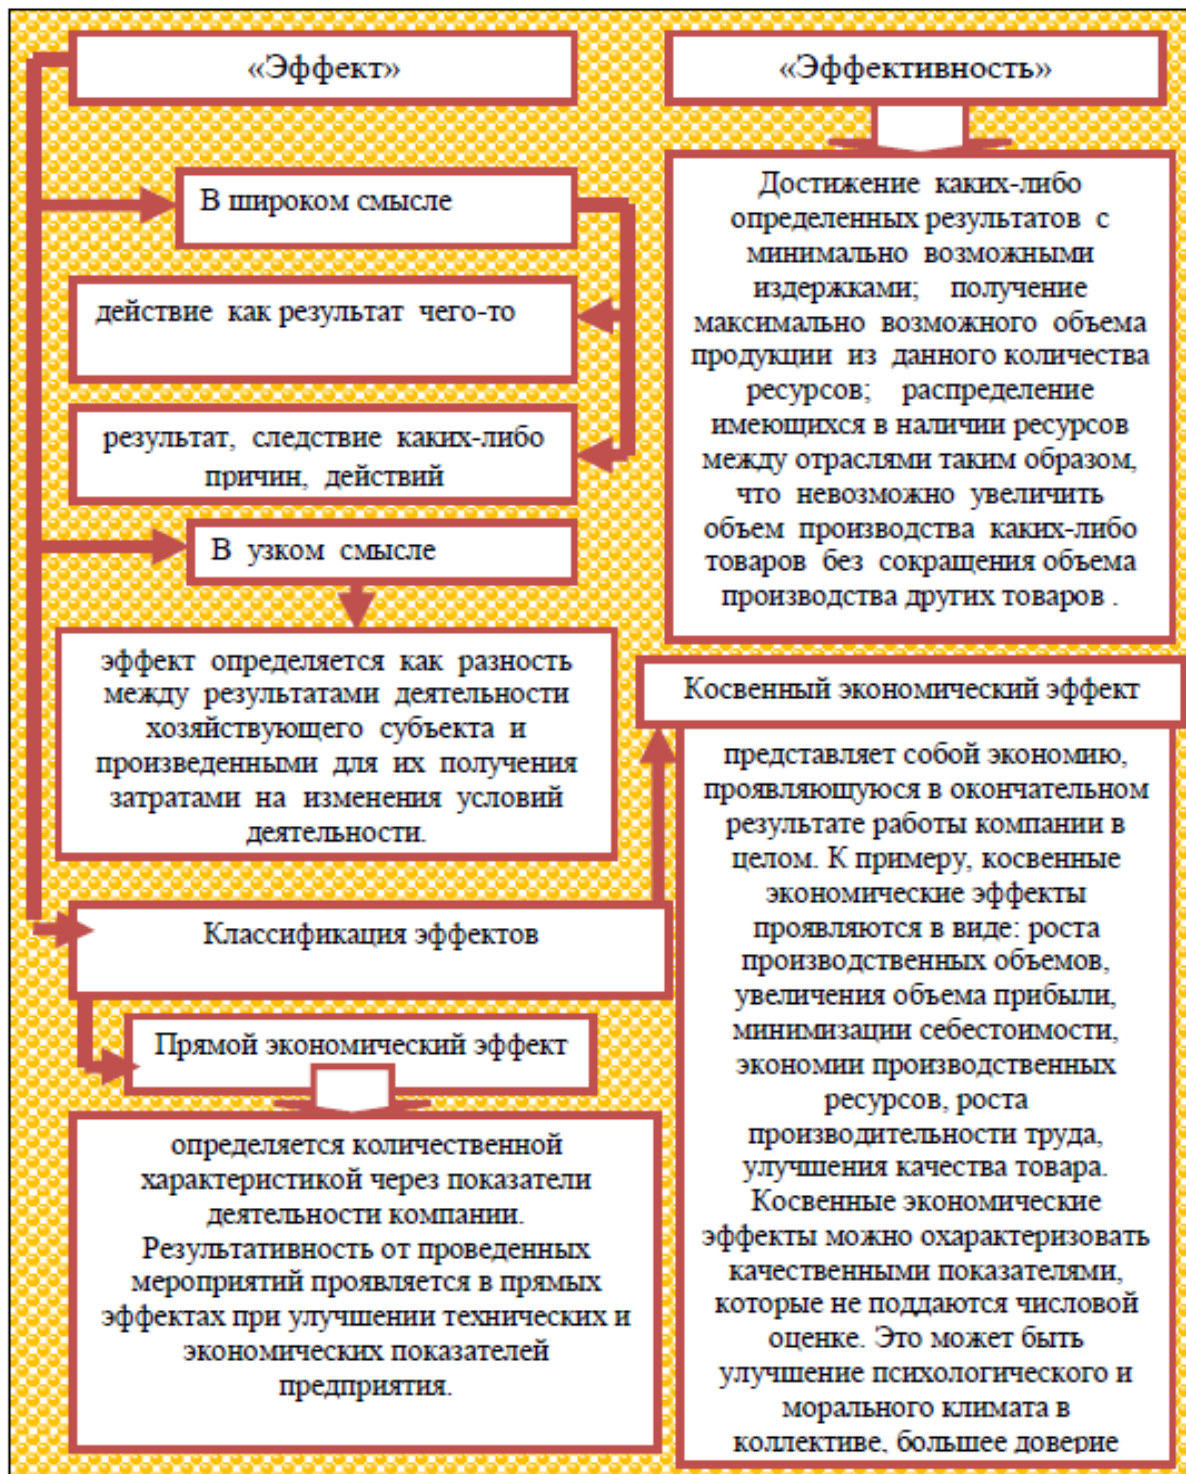 «Эффект»
«Эффективность»
В широком смысле
действие как результат чего-то
результат, следствие каких-либо
причин, действий
В узком смысле
эффект определяется как разность
между результатами деятельности
хозяйствующего субъекта и
произведенными для их получения
затратами на изменения условий
деятельности.
Достижение каких-либо
определенных результатов с
минимально возможными
издержками; получение
максимально возможного объема
продукции из данного количества
ресурсов; распределение
имеющихся в наличии ресурсов
между отраслями таким образом,
что невозможно увеличить
объем производства каких-либо
товаров без сокращения объема
производства других товаров .
Классификация эффектов
Прямой экономический эффект
определяется количественной
характеристикой через показатели
деятельности компании.
Результативность от проведенных
мероприятий проявляется в прямых
эффектах при улучшении технических и
экономических показателей
предприятия.
Косвенный экономический эффект
представляет собой экономию,
проявляющуюся в окончательном
результате работы компании в
целом. К примеру, косвенные
экономические эффекты
проявляются в виде: роста
производственных объемов,
увеличения объема прибыли,
минимизации себестоимости,
экономии производственных
ресурсов, роста
производительности труда,
улучшения качества товара.
Косвенные экономические
эффекты можно охарактеризовать
качественными показателями,
которые не поддаются числовой
оценке. Это может быть
улучшение психологического и
морального климата в
коллективе, большее доверие